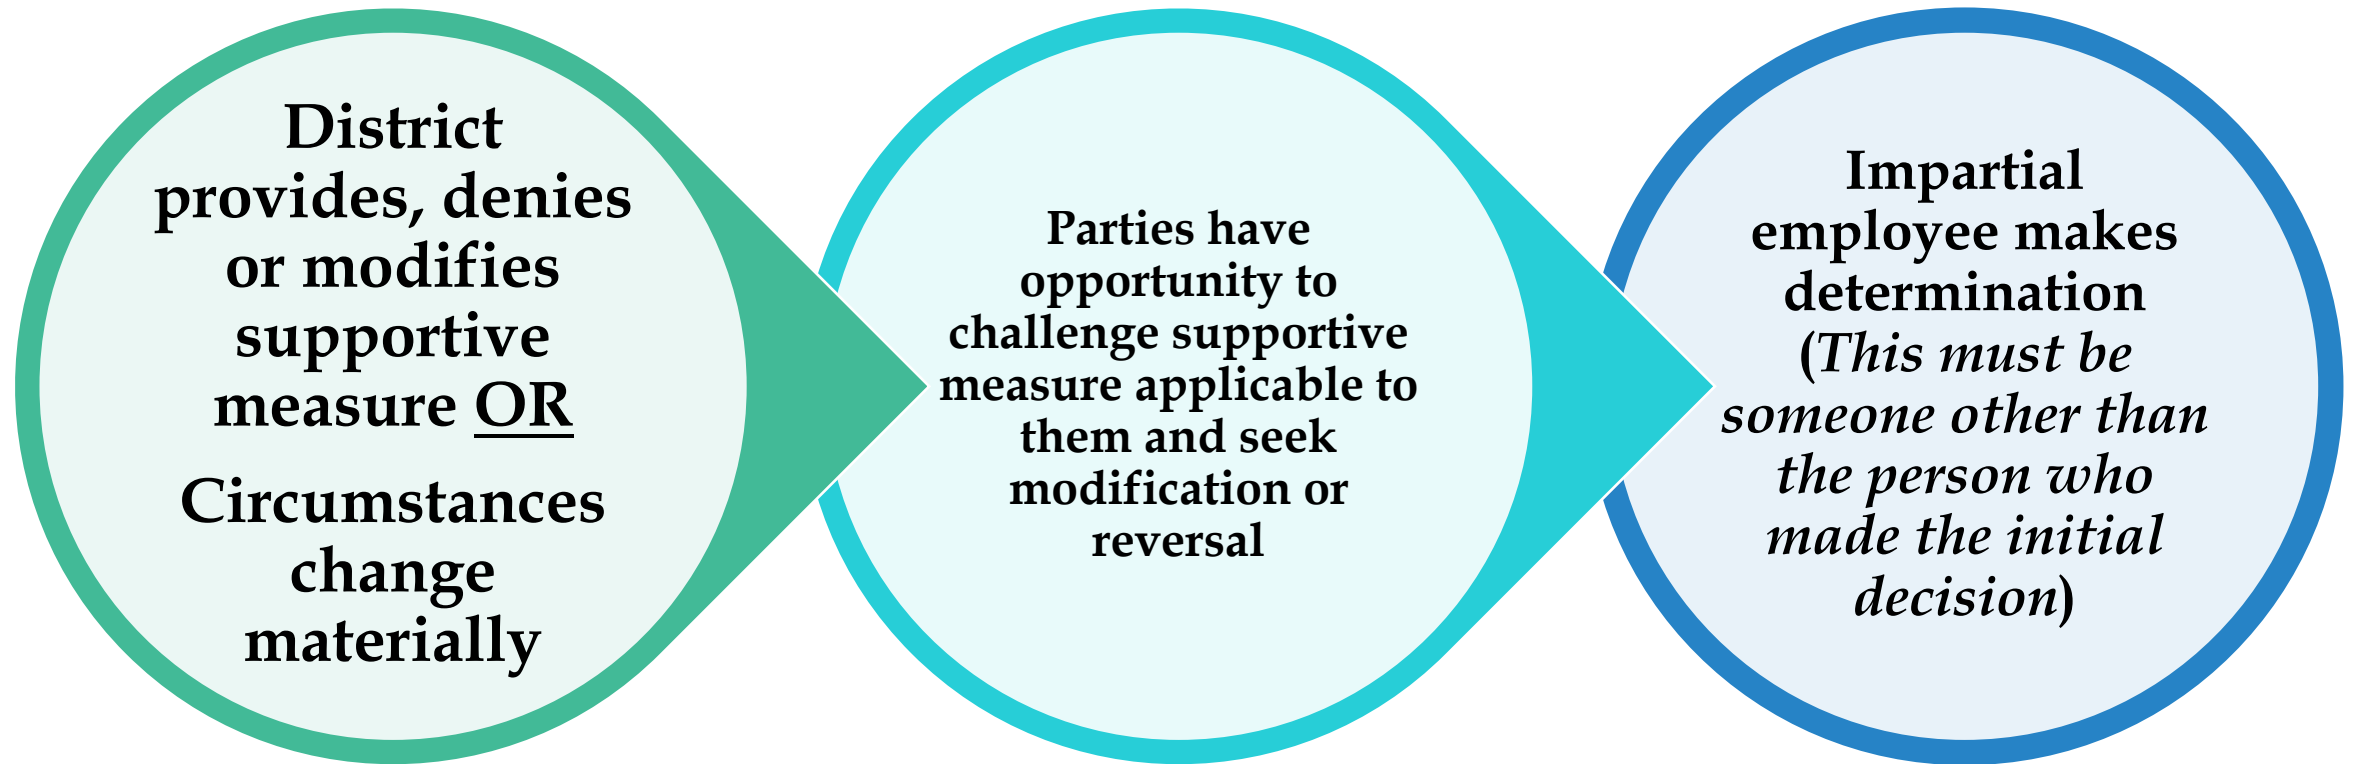 District
provides, denies
or modifies
supportive
measure OR
Circumstances
change
materially
Parties have
opportunity to
challenge supportive
measure applicable to
them and seek
modification or
reversal
Impartial
employee makes
determination
(This must be
someone other than
the person who
made the initial
decision)